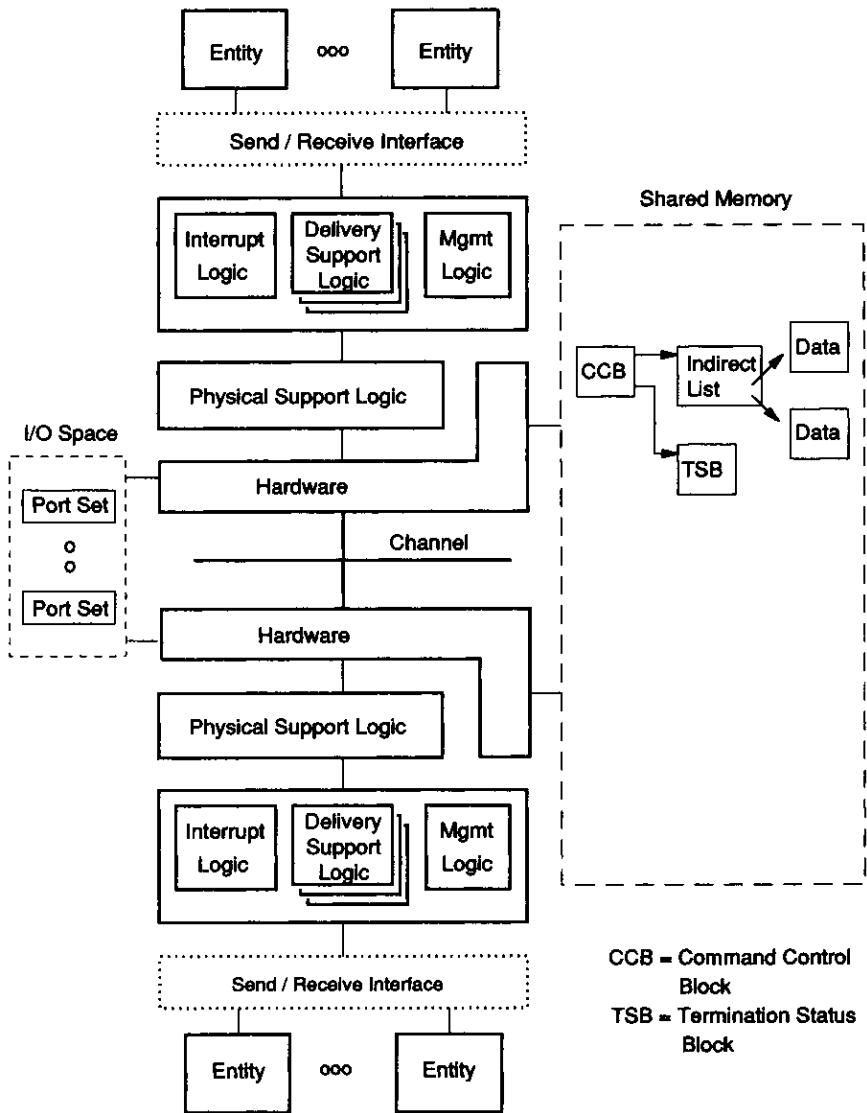 Entity ooo Entity
Send / Receive Interface
Shared Memory
Interrupt
Logic
Delivery
Support
Logic
Mgmt
Logic
Physical Support Logic
CCB
Indirect
List
Data
Data
TSB
I/O Space
Port Set
o
o
Port Set
Hardware
Channel
Hardware
Physical Support Logic
Interrupt
Logic
Delivery
Support
Logic
Mgmt
Logic
Send / Receive Interface
Entity ooo Entity
CCB = Command Control
Block
TSB = Termination Status
Block